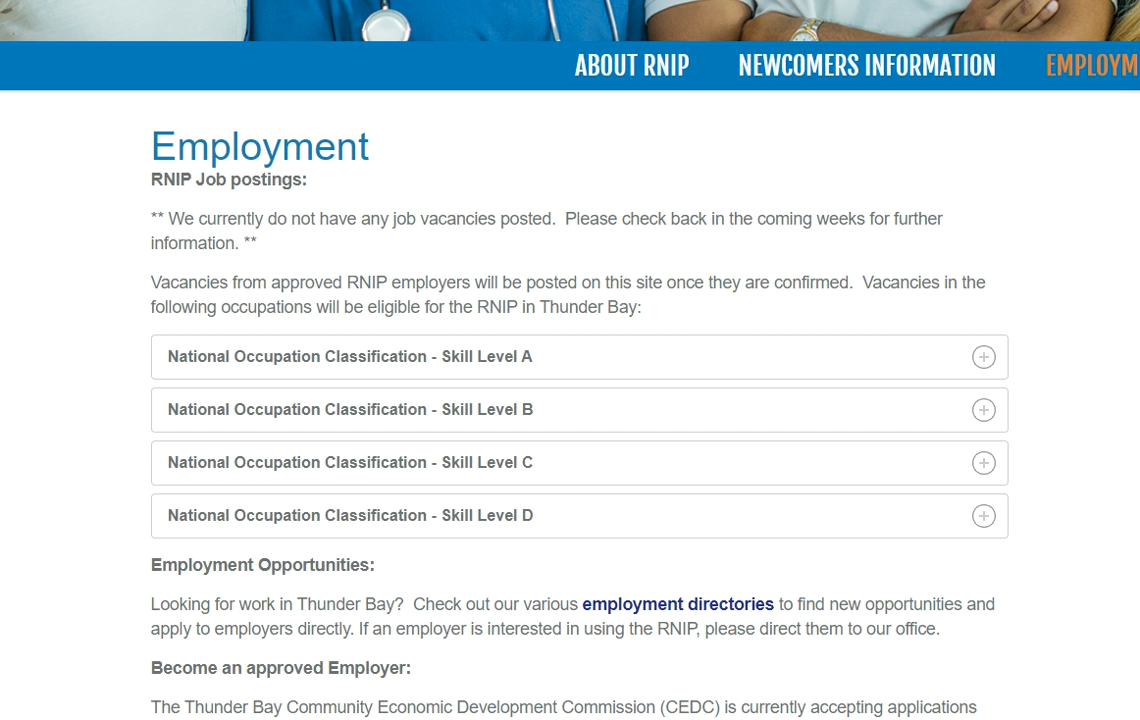 ABOUT RNIP NEWCOMERS INFORMATION EMPLOYM
Employment
RNIP Job postings:
** We currently do not have any job vacancies posted.  Please check back in the coming weeks for further
information. **
Vacancies from approved RNIP employers will be posted on this site once they are confirmed.  Vacancies in the
following occupations will be eligible for the RNIP in Thunder Bay:
National Occupation Classification - Skill Level A
National Occupation Classification - Skill Level B
National Occupation Classification - Skill Level C
National Occupation Classification - Skill Level D
Employment Opportunities:
Looking for work in Thunder Bay?  Check out our various employment directories to find new opportunities and
apply to employers directly. If an employer is interested in using the RNIP, please direct them to our office.
Become an approved Employer:
The Thunder Bay Community Economic Development Commission (CEDC) is currently accepting applications